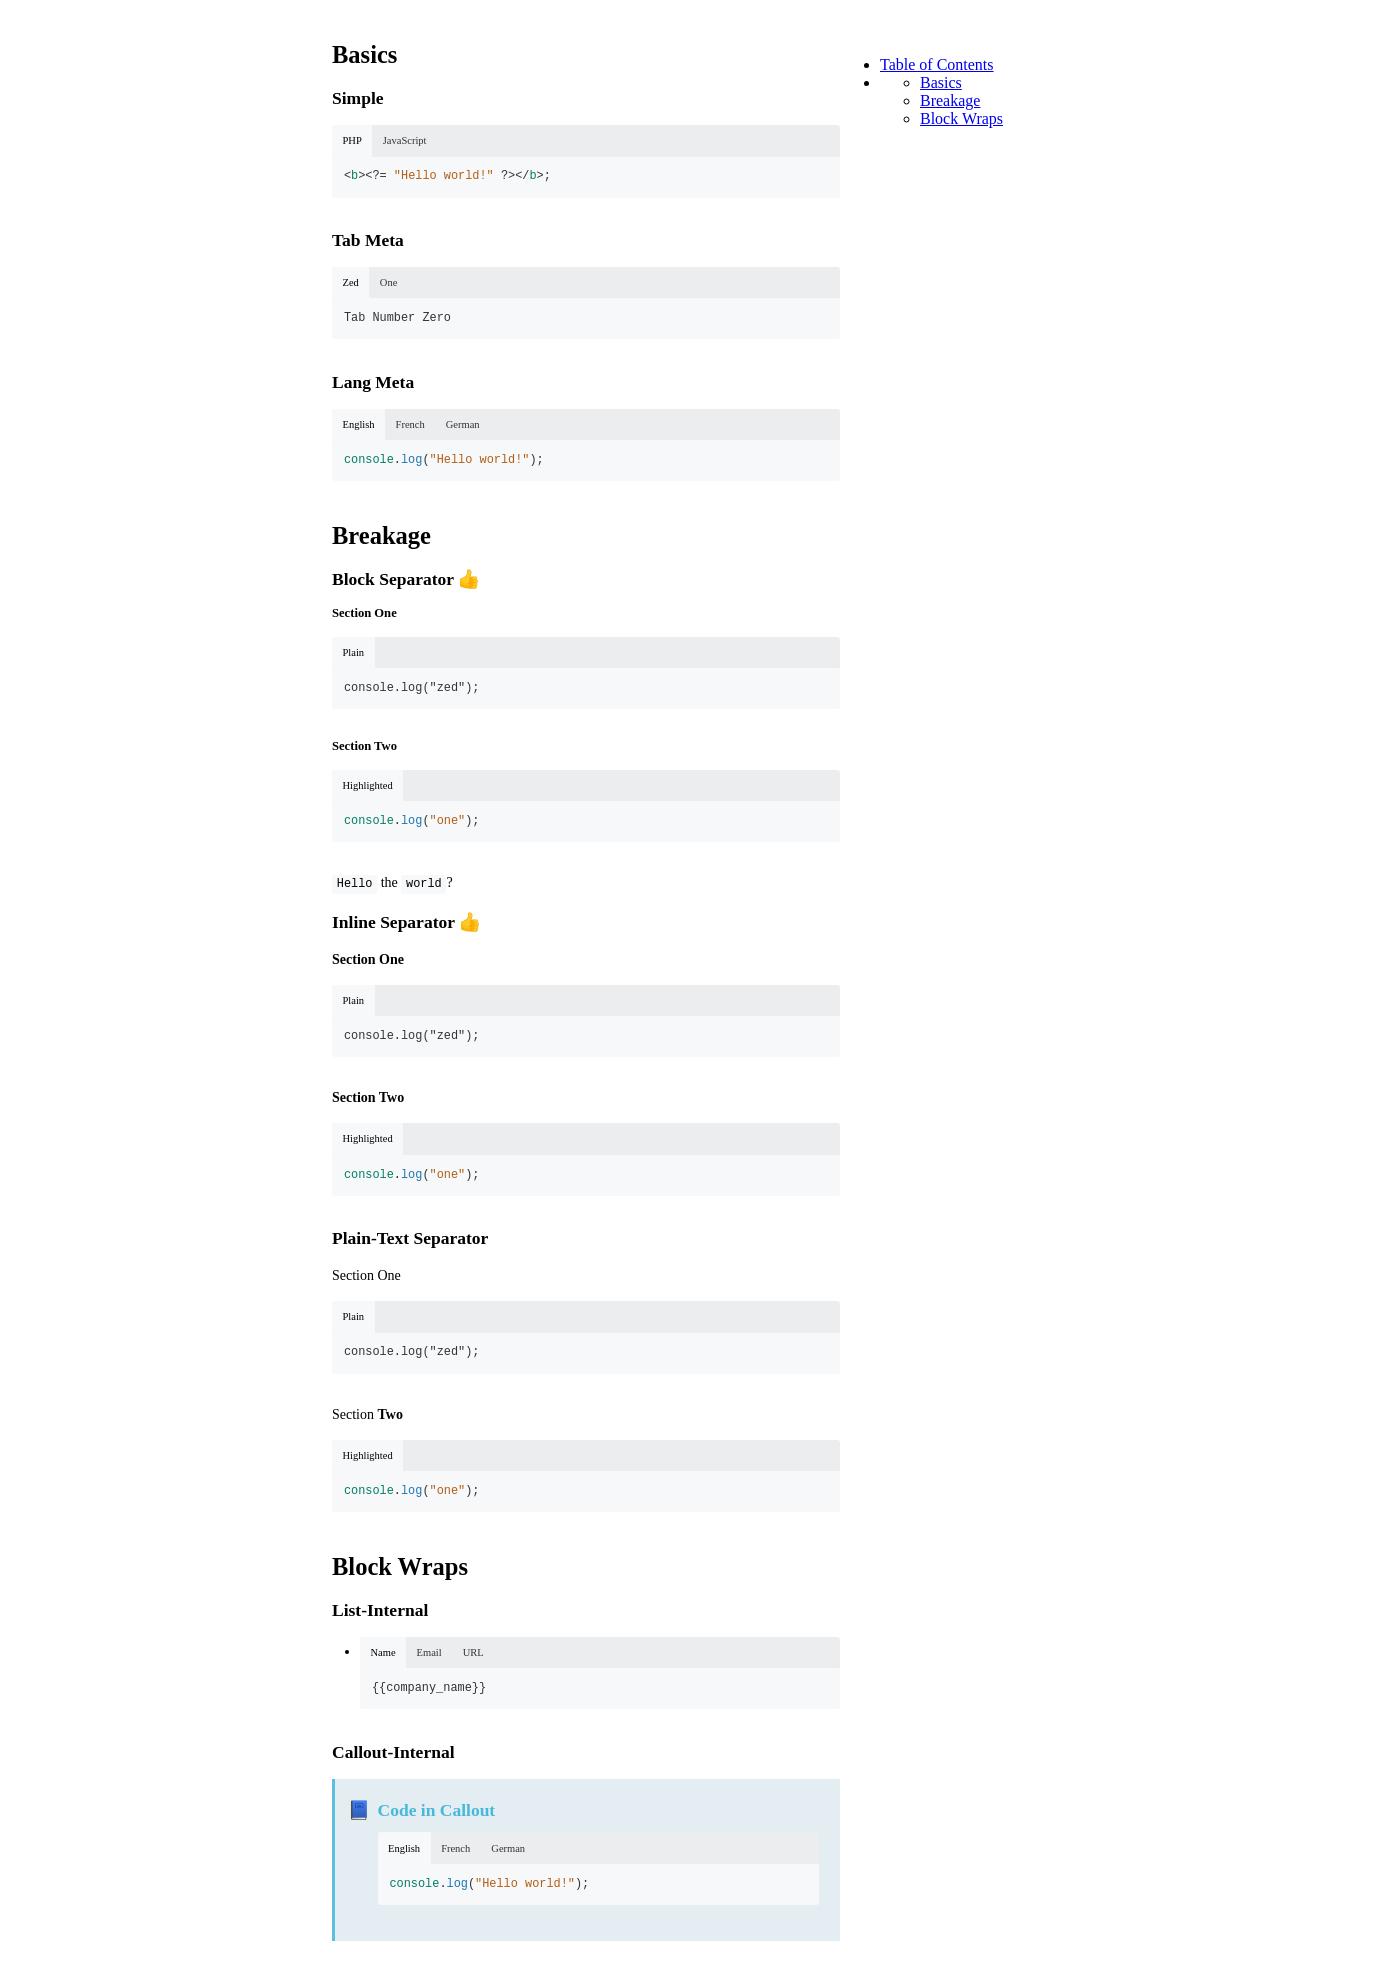 Basics
Simple
PHP JavaScript
<b><?= "Hello world!" ?></b>;
Tab Meta
Zed One
Tab Number Zero
Lang Meta
English French German
console.log("Hello world!");
Breakage
Block Separator 👍
Section One
Plain
console.log("zed");
Section Two
Highlighted
console.log("one");
Hello the world?
Inline Separator 👍
Section One
Plain
console.log("zed");
Section Two
Highlighted
console.log("one");
Plain-Text Separator
Section One
Plain
console.log("zed");
Section Two
Highlighted
console.log("one");
Block Wraps
List-Internal
Name Email URL
{{company_name}}
Callout-Internal
📘 Code in Callout
English French German
console.log("Hello world!");
Table of Contents
Basics
Breakage
Block Wraps